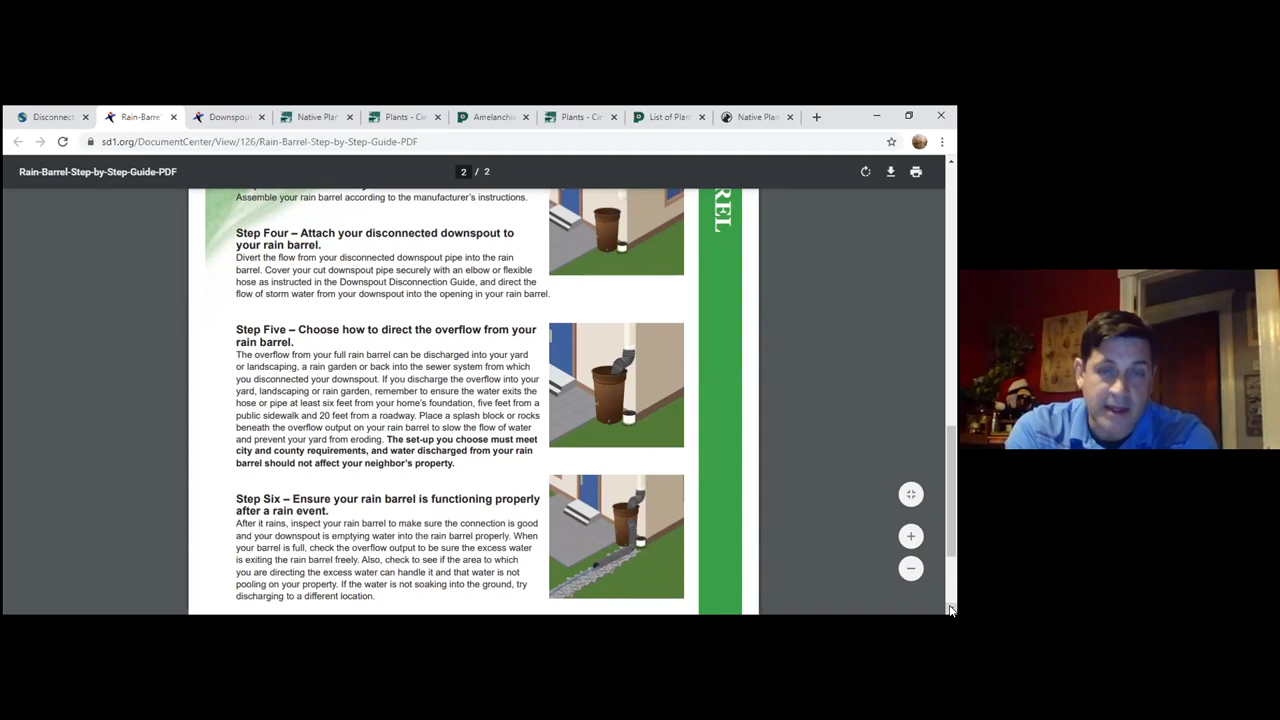 Disconnect
Rain-Barrel
Downspout
Native Plan
Plants - Cin
Amelanchie
Plants - Cin
List of Plan
Native Plan
sd1.org/DocumentCenter/View/126/Rain-Barrel-Step-by-Step-Guide-PDF
Rain-Barrel-Step-by-Step-Guide-PDF
2 / 2
Assemble your rain barrel according to the manufacturer's instructions.
Step Four – Attach your disconnected downspout to
your rain barrel.
Divert the flow from your disconnected downspout pipe into the rain
barrel. Cover your cut downspout pipe securely with an elbow or flexible
hose as instructed in the Downspout Disconnection Guide, and direct the
flow of storm water from your downspout into the opening in your rain barrel.
Step Five – Choose how to direct the overflow from your
rain barrel.
The overflow from your full rain barrel can be discharged into your yard
or landscaping, a rain garden or back into the sewer system from which
you disconnected your downspout. If you discharge the overflow into your
yard, landscaping or rain garden, remember to ensure the water exits the
hose or pipe at least six feet from your home's foundation, five feet from a
public sidewalk and 20 feet from a roadway. Place a splash block or rocks
beneath the overflow output on your rain barrel to slow the flow of water
and prevent your yard from eroding. The set-up you choose must meet
city and county requirements, and water discharged from your rain
barrel should not affect your neighbor's property.
Step Six – Ensure your rain barrel is functioning properly
after a rain event.
After it rains, inspect your rain barrel to make sure the connection is good
and your downspout is emptying water into the rain barrel properly. When
your barrel is full, check the overflow output to be sure the excess water
is exiting the rain barrel freely. Also, check to see if the area to which
you are directing the excess water can handle it and that water is not
pooling on your property. If the water is not soaking into the ground, try
discharging to a different location.
REL